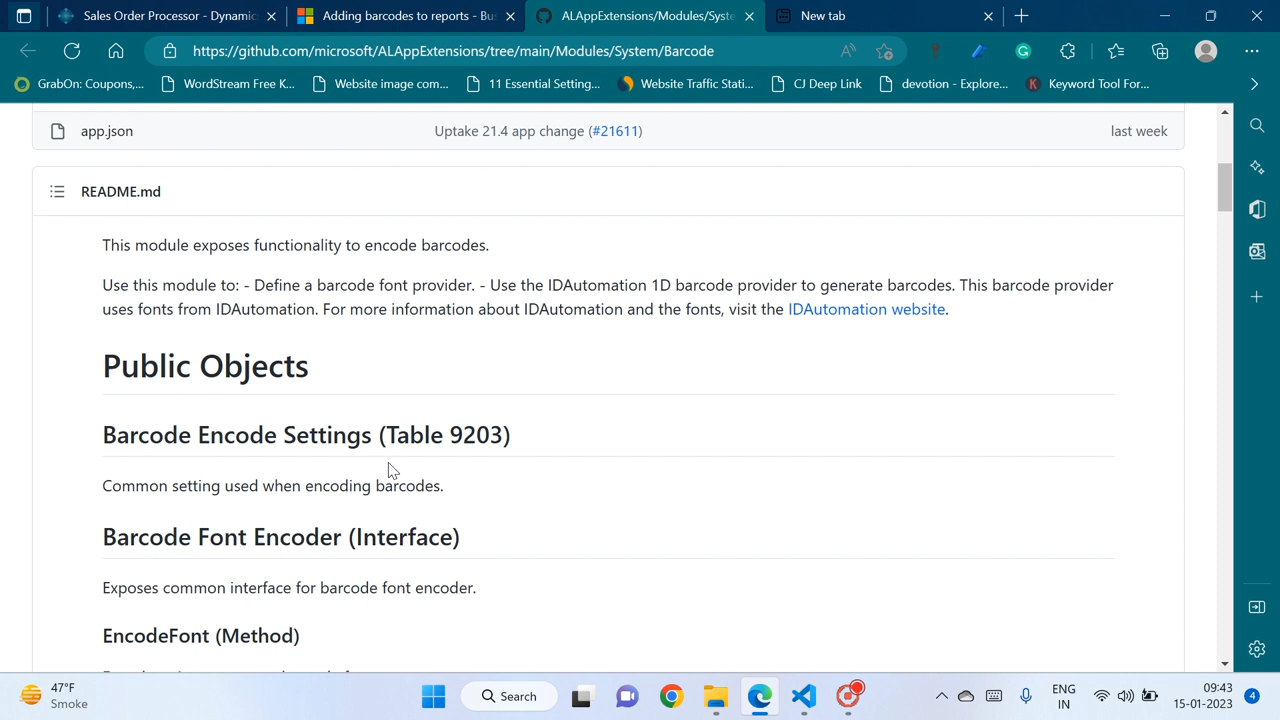 Sales Order Processor - Dynamic
Adding barcodes to reports - Bus
ALAppExtensions/Modules/Syste
New tab
https://github.com/microsoft/ALAppExtensions/tree/main/Modules/System/Barcode
GrabOn: Coupons,...
WordStream Free K...
Website image com...
11 Essential Setting...
Website Traffic Stati...
CJ Deep Link
devotion - Explore...
Keyword Tool For...
app.json
Uptake 21.4 app change (#21611)
last week
README.md
This module exposes functionality to encode barcodes.
Use this module to: - Define a barcode font provider. - Use the IDAutomation 1D barcode provider to generate barcodes. This barcode provider
uses fonts from IDAutomation. For more information about IDAutomation and the fonts, visit the IDAutomation website.
Public Objects
Barcode Encode Settings (Table 9203)
Common setting used when encoding barcodes.
Barcode Font Encoder (Interface)
Exposes common interface for barcode font encoder.
EncodeFont (Method)
47°F
Smoke
Search
ENG
IN
09:43
15-01-2023
4